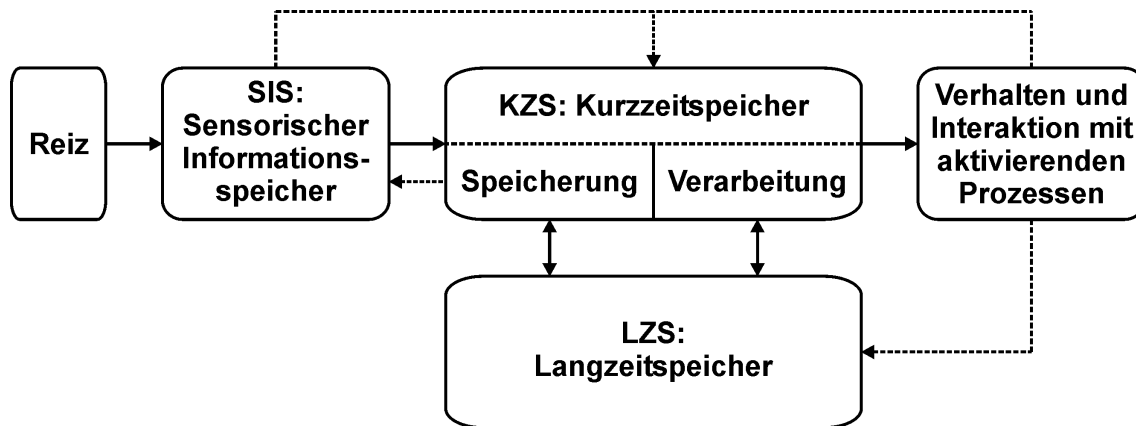 Reiz
SIS:
Sensorischer
Informations-
speicher
KZS: Kurzzeitspeicher
Speicherung
Verarbeitung
Verhalten und
Interaktion mit
aktivierenden
Prozessen
LZS:
Langzeitspeicher